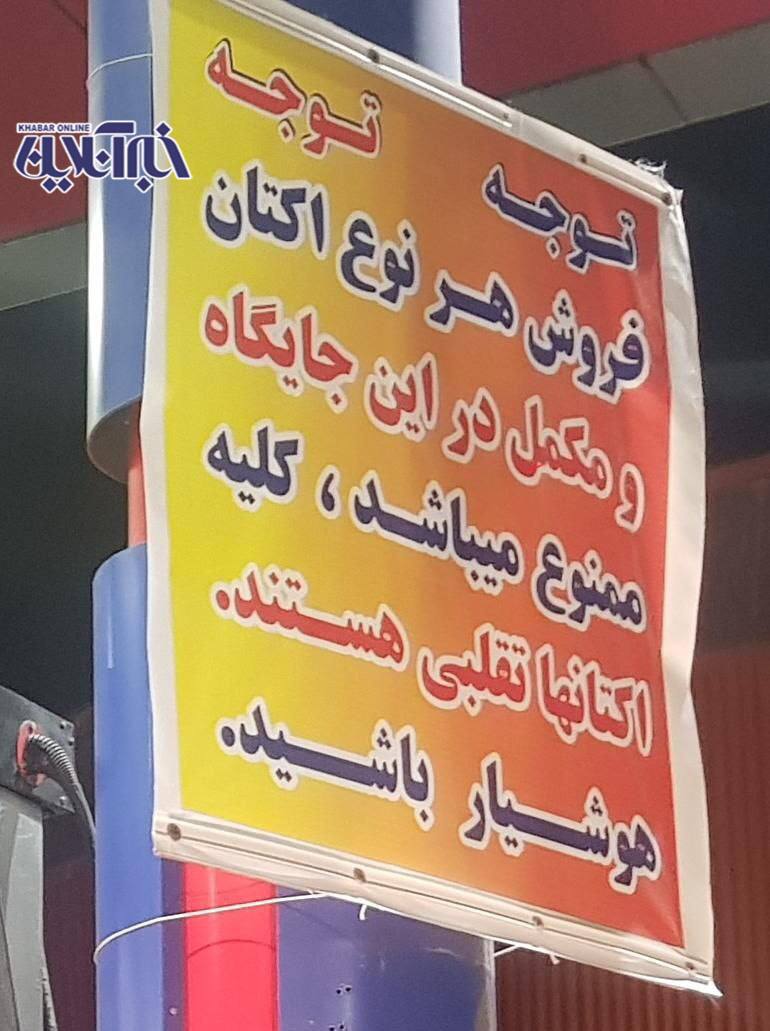 KHABAR ONLINE
خبرآنلاین
توجه توجه
فروش هر نوع اکتان
و مکمل در این جایگاه
ممنوع میباشد ، کلیه
اکتانها تقلبی هستند.
هوشیار باشید.